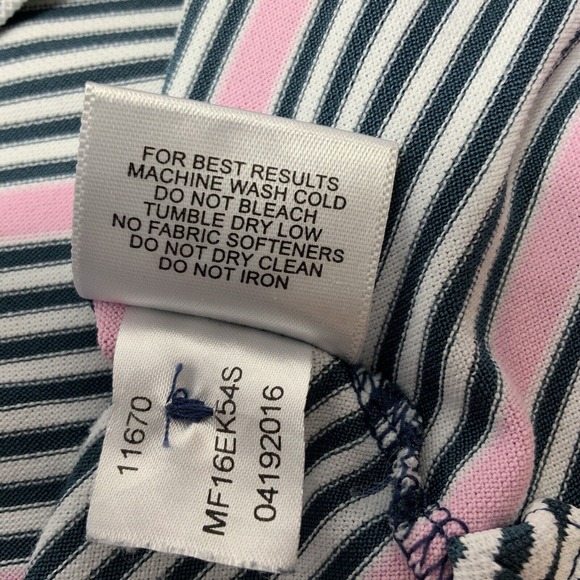 FOR BEST RESULTS
MACHINE WASH COLD
DO NOT BLEACH
TUMBLE DRY LOW
NO FABRIC SOFTENERS
DO NOT DRY CLEAN
DO NOT IRON
11670
MF16EK54S
04192016